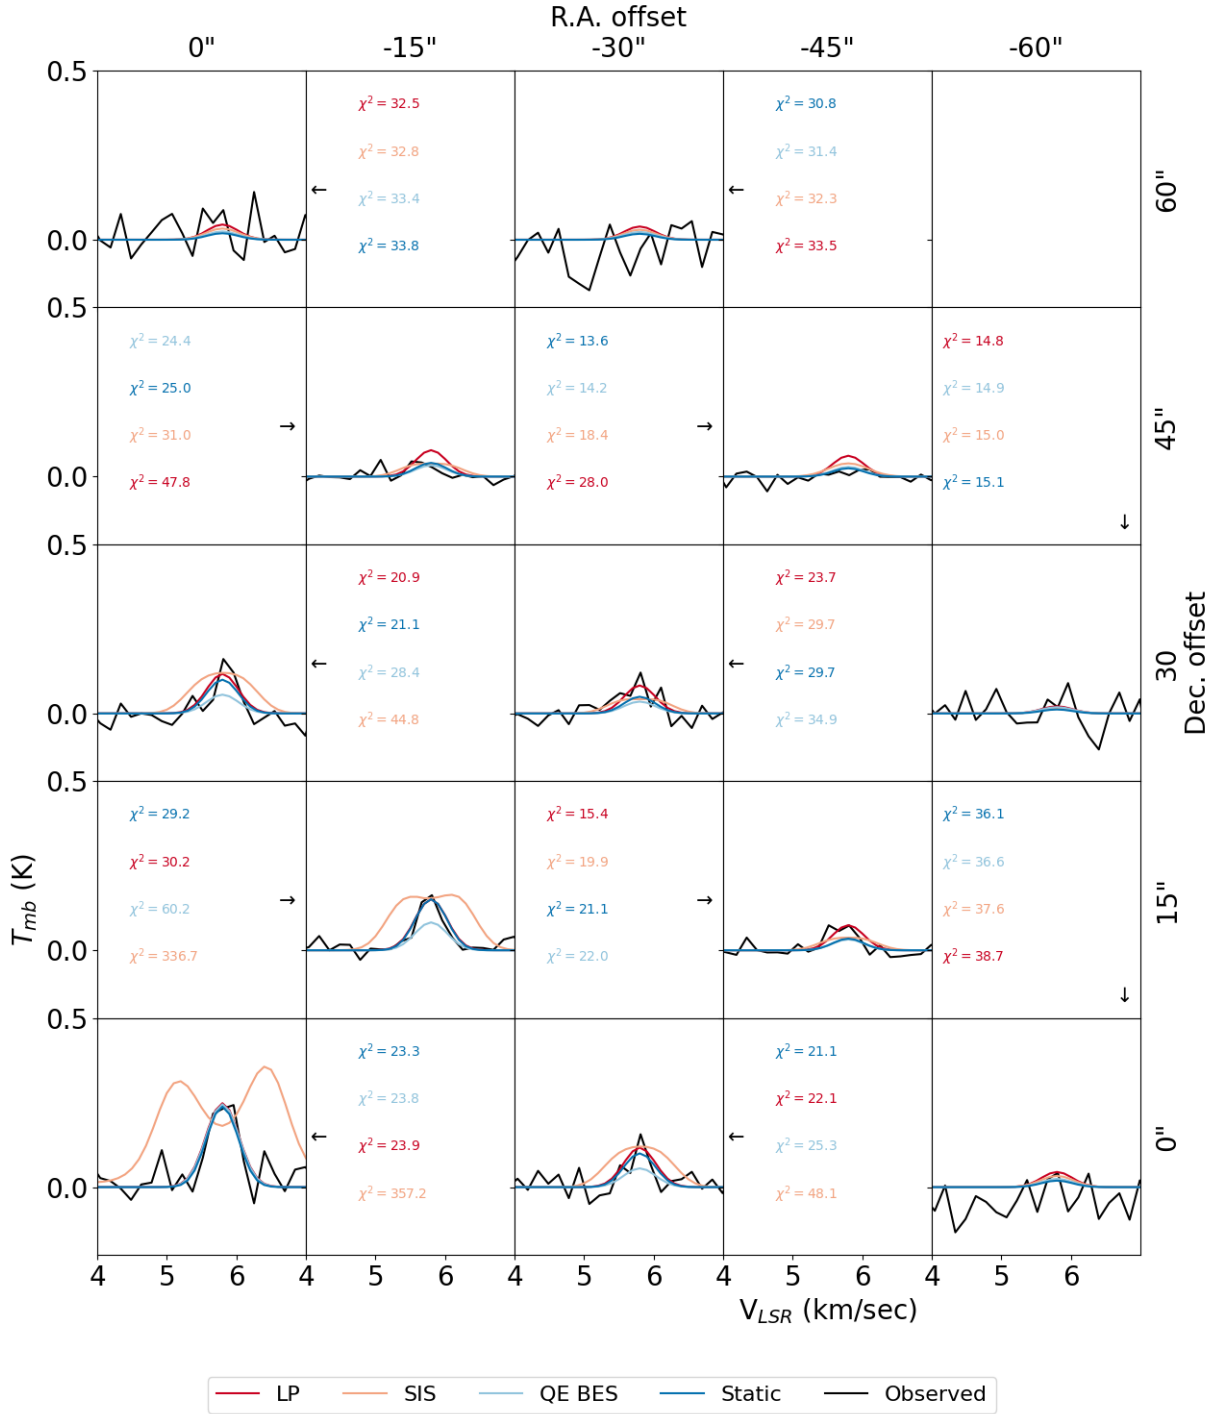 R.A. offset
0" -15" -30" -45" -60"
0.5
χ² = 32.5 χ² = 30.8
χ² = 32.8 χ² = 31.4
← ← 60"
χ² = 33.4 χ² = 32.3
0.0 χ² = 33.8 χ² = 33.5
0.5
χ² = 24.4 χ² = 13.6 χ² = 14.8
χ² = 25.0 χ² = 14.2 χ² = 14.9
→ → 45"
χ² = 31.0 χ² = 18.4 χ² = 15.0
0.0 χ² = 47.8 χ² = 28.0 χ² = 15.1
↓
0.5
χ² = 20.9 χ² = 23.7
χ² = 21.1 χ² = 29.7
← ← 30
χ² = 28.4 χ² = 29.7
0.0 χ² = 44.8 χ² = 34.9
Dec. offset
0.5
χ² = 29.2 χ² = 15.4 χ² = 36.1
χ² = 30.2 χ² = 19.9 χ² = 36.6
→ → 15"
χ² = 60.2 χ² = 21.1 χ² = 37.6
0.0 χ² = 336.7 χ² = 22.0 χ² = 38.7
↓
T_mb (K)
0.5
χ² = 23.3 χ² = 21.1
χ² = 23.8 χ² = 22.1
← ← 0"
χ² = 23.9 χ² = 25.3
0.0 χ² = 357.2 χ² = 48.1
4 5 6 4 5 6 4 5 6 4 5 6 4 5 6
V_LSR (km/sec)
LP SIS QE BES Static Observed